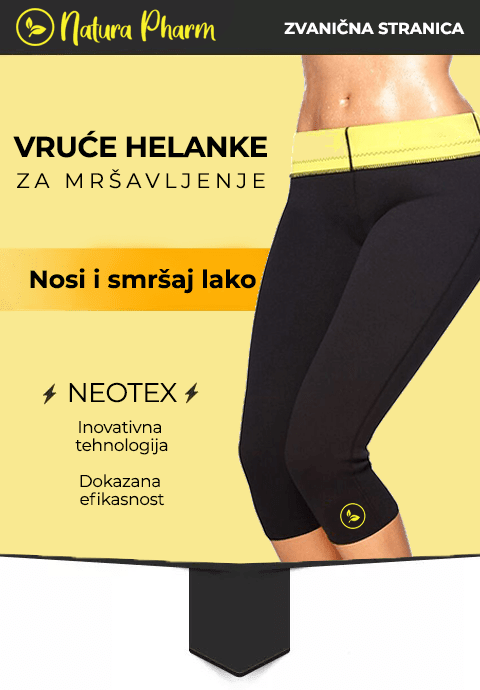 Natura Pharm
ZVANIČNA STRANICA
VRUĆE HELANKE
ZA MRŠAVLJENJE
Nosi i smršaj lako
NEOTEX
Inovativna
tehnologija
Dokazana
efikasnost